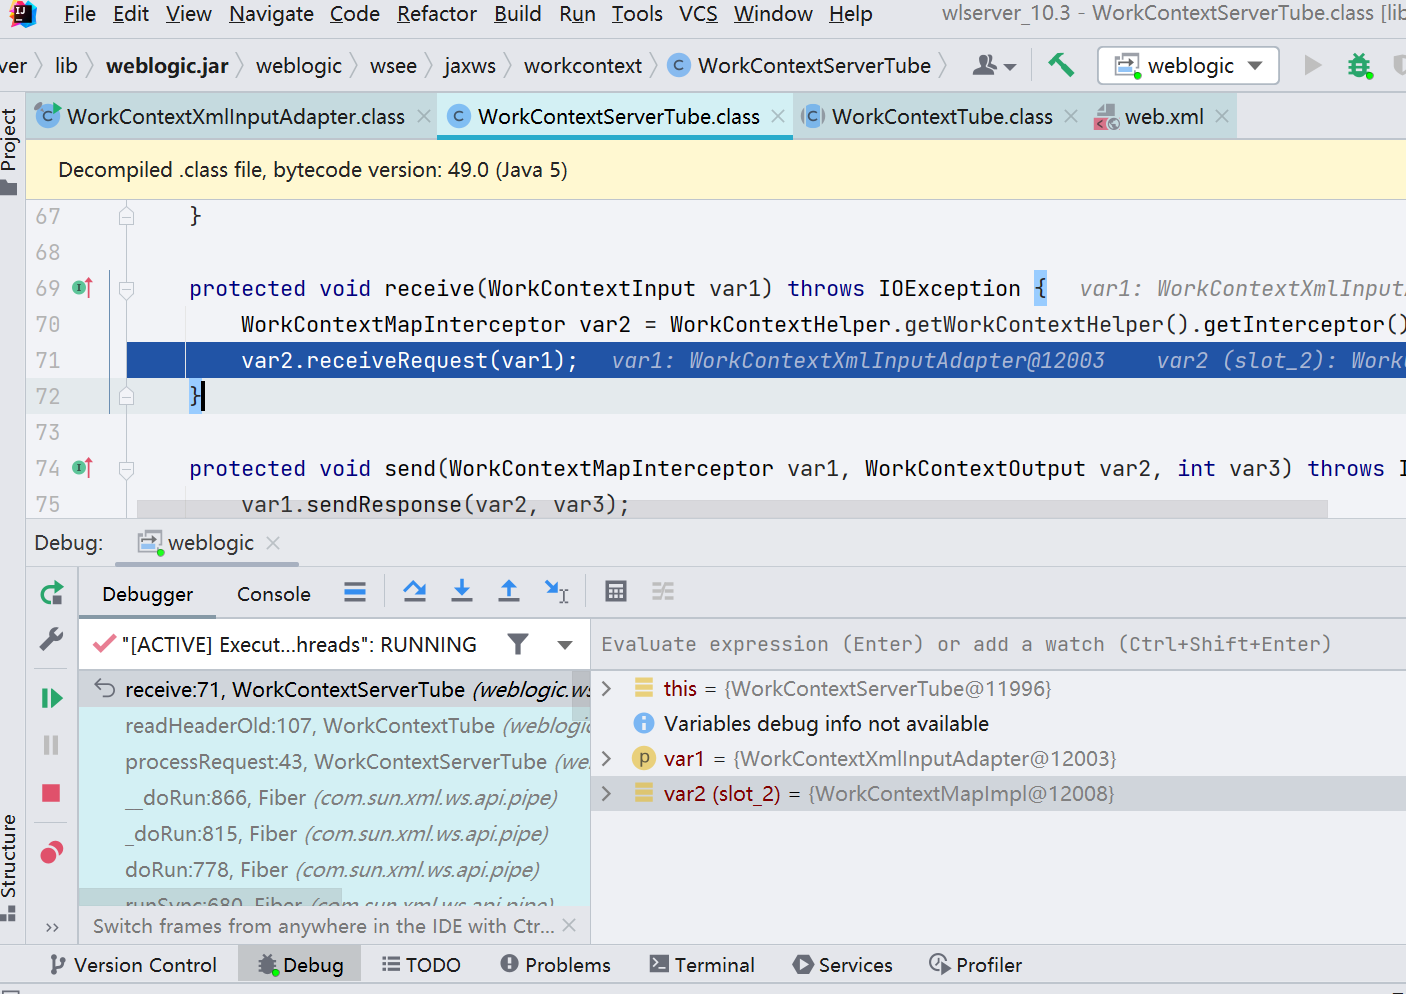 File Edit View Navigate Code Refactor Build Run Tools VCS Window Help wlserver_10.3 - WorkContextServerTube.class [lib
ver lib weblogic.jar weblogic wsee jaxws workcontext C WorkContextServerTube weblogic
WorkContextXmlInputAdapter.class WorkContextServerTube.class WorkContextTube.class web.xml
Project
Decompiled .class file, bytecode version: 49.0 (Java 5)
67 }
68
69 protected void receive(WorkContextInput var1) throws IOException { var1: WorkContextXmlInput
70 WorkContextMapInterceptor var2 = WorkContextHelper.getWorkContextHelper().getInterceptor()
71 var2.receiveRequest(var1); var1: WorkContextXmlInputAdapter@12003 var2 (slot_2): Work
72 }
73
74 protected void send(WorkContextMapInterceptor var1, WorkContextOutput var2, int var3) throws I
75 var1.sendResponse(var2, var3);
Debug: weblogic
Debugger Console
"[ACTIVE] Execut...hreads": RUNNING Evaluate expression (Enter) or add a watch (Ctrl+Shift+Enter)
receive:71, WorkContextServerTube (weblogic.ws
readHeaderOld:107, WorkContextTube (weblogic
processRequest:43, WorkContextServerTube (we
__doRun:866, Fiber (com.sun.xml.ws.api.pipe)
_doRun:815, Fiber (com.sun.xml.ws.api.pipe)
doRun:778, Fiber (com.sun.xml.ws.api.pipe)
runSync:680, Fiber (com.sun.xml.ws.api.pipe)
this = {WorkContextServerTube@11996}
Variables debug info not available
var1 = {WorkContextXmlInputAdapter@12003}
var2 (slot_2) = {WorkContextMapImpl@12008}
Structure
Switch frames from anywhere in the IDE with Ctr...
Version Control Debug TODO Problems Terminal Services Profiler